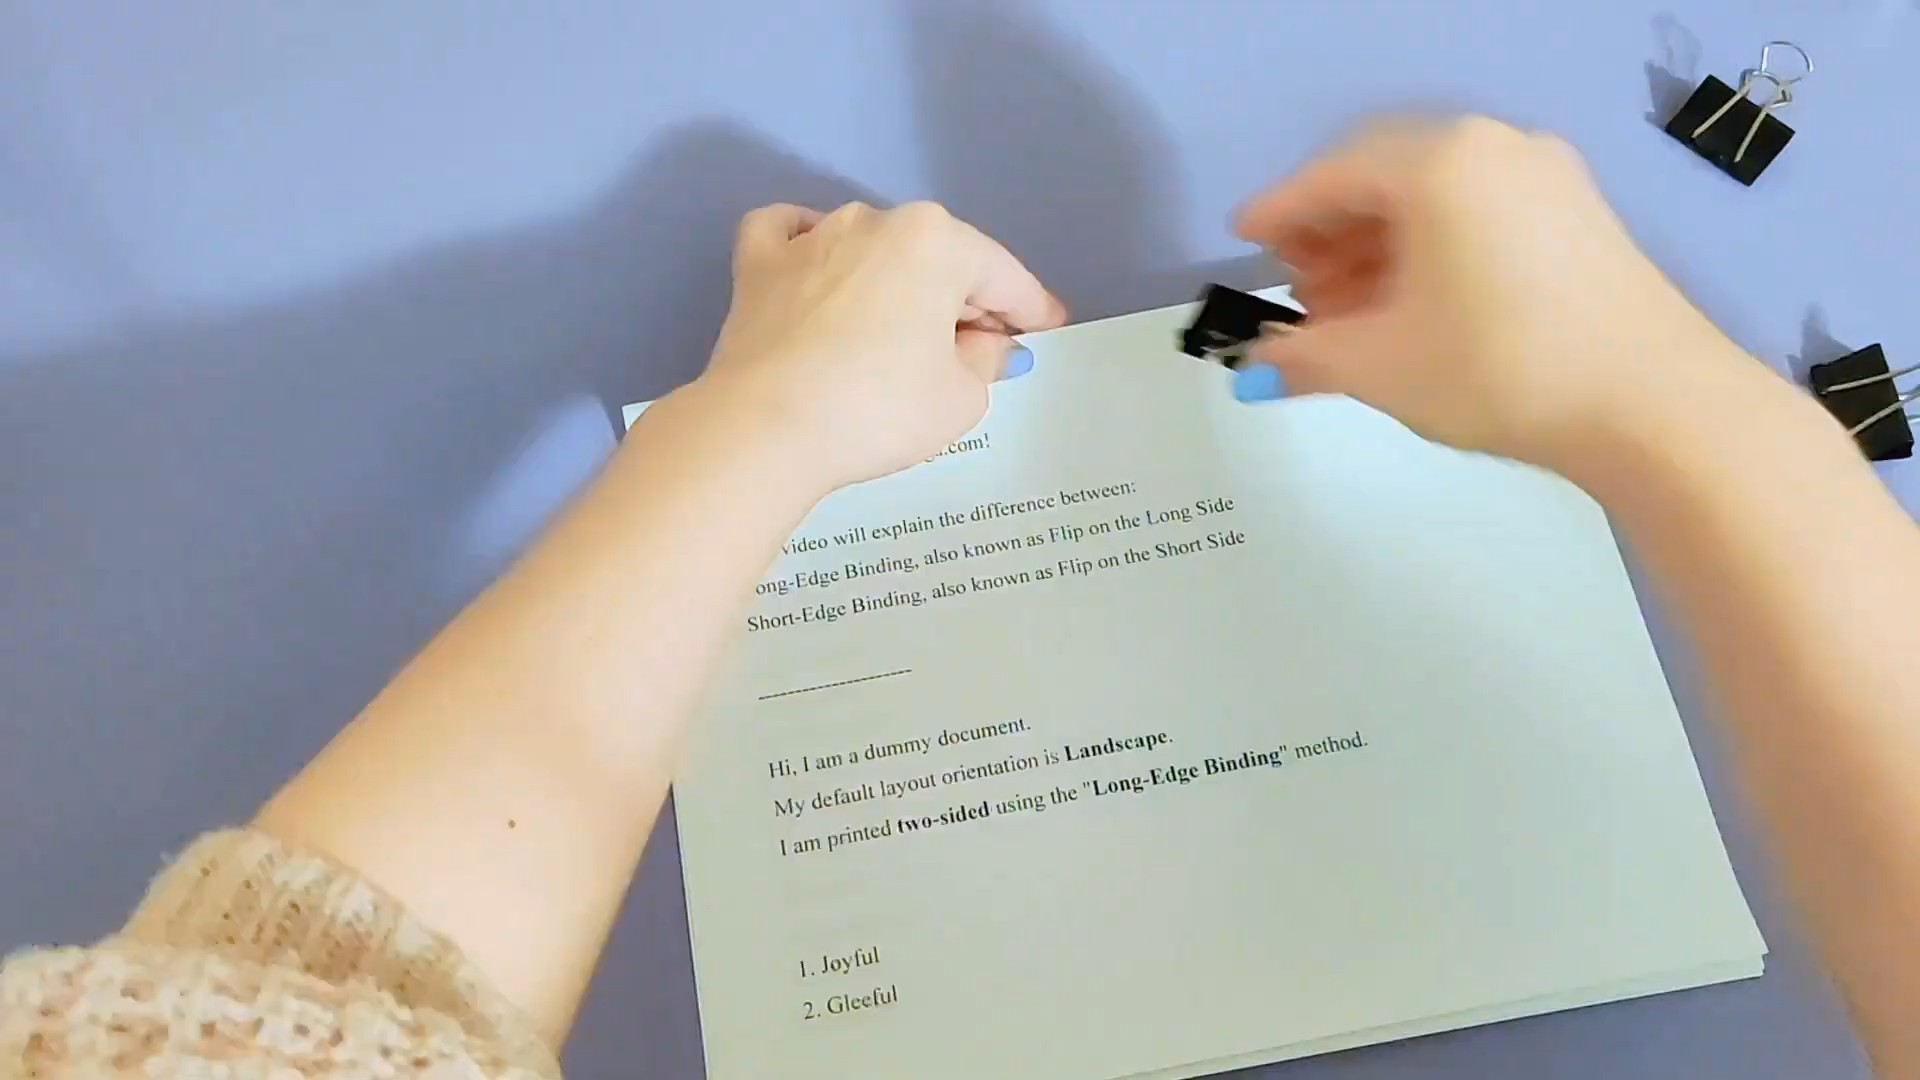 .com!
video will explain the difference between:
ong-Edge Binding, also known as Flip on the Long Side
Short-Edge Binding, also known as Flip on the Short Side
--------------------
Hi, I am a dummy document.
My default layout orientation is Landscape.
I am printed two-sided using the "Long-Edge Binding" method.
1. Joyful
2. Gleeful